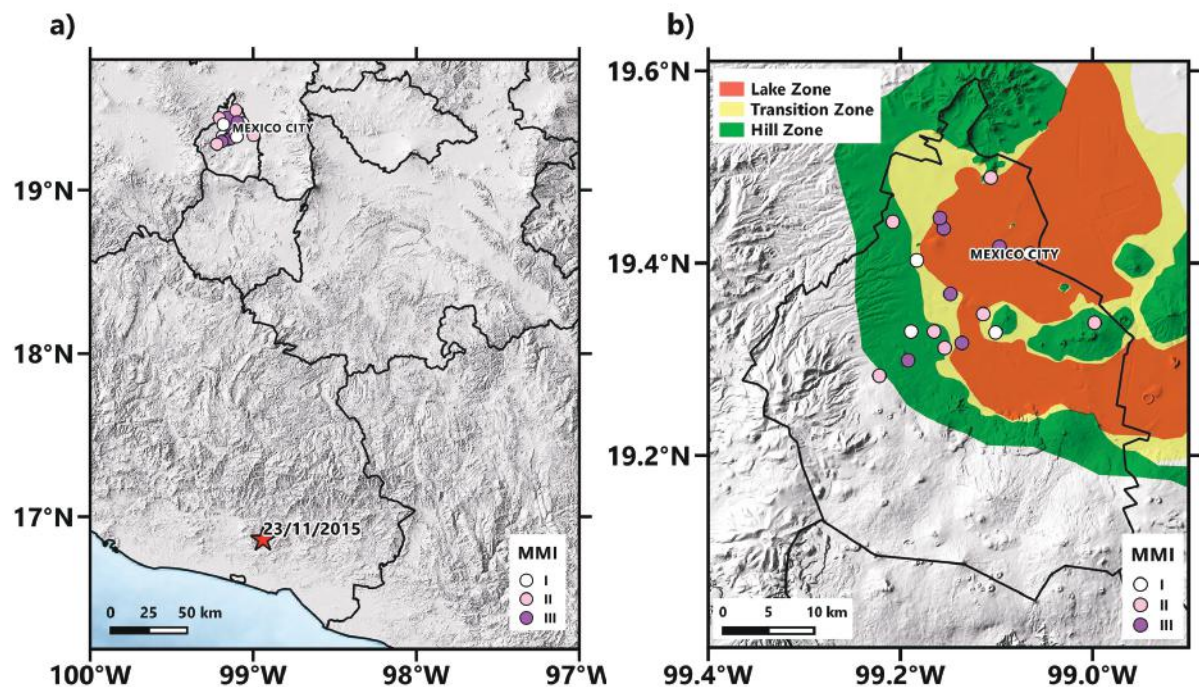 a)
MEXICO CITY
19°N
18°N
17°N
23/11/2015
MMI
I
II
III
0 25 50 km
100°W 99°W 98°W 97°W
b)
19.6°N
Lake Zone
Transition Zone
Hill Zone
19.4°N
MEXICO CITY
19.2°N
MMI
I
II
III
0 5 10 km
99.4°W 99.2°W 99.0°W